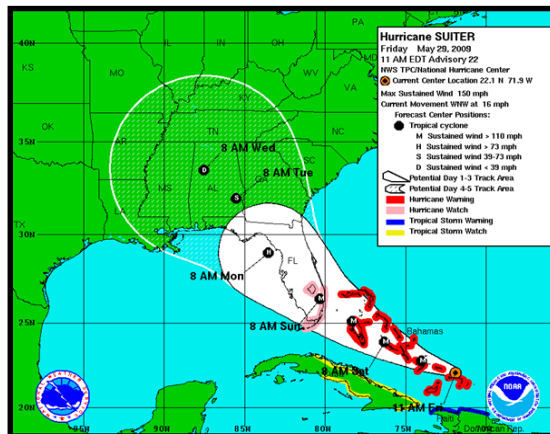 Hurricane SUITER
Friday May 29, 2009
11 AM EDT Advisory 22
NWS TPC/National Hurricane Center
Current Center Location 22.1 N 71.9 W
Max Sustained Wind 150 mph
Current Movement WNW at 16 mph
Forecast Center Positions:
Tropical cyclone
M Sustained wind > 110 mph
H Sustained wind > 73 mph
S Sustained wind 39-73 mph
D Sustained wind < 39 mph
Potential Day 1-3 Track Area
Potential Day 4-5 Track Area
Hurricane Warning
Hurricane Watch
Tropical Storm Warning
Tropical Storm Watch
40N
35N
30N
25N
20N
95W
90W
85W
80W
75W
70W
KS
MO
IL
IN
OH
PA
WV
VA
MD
KY
NC
TN
AR
SC
MS
AL
GA
LA
TX
FL
8 AM Wed
D
8 AM Tue
D
8 AM Mon
H
8 AM Sun
M
M
8 AM Sat
M
M
11 AM Fri
Bahamas
Haiti
Dominican Rep.
NOAA